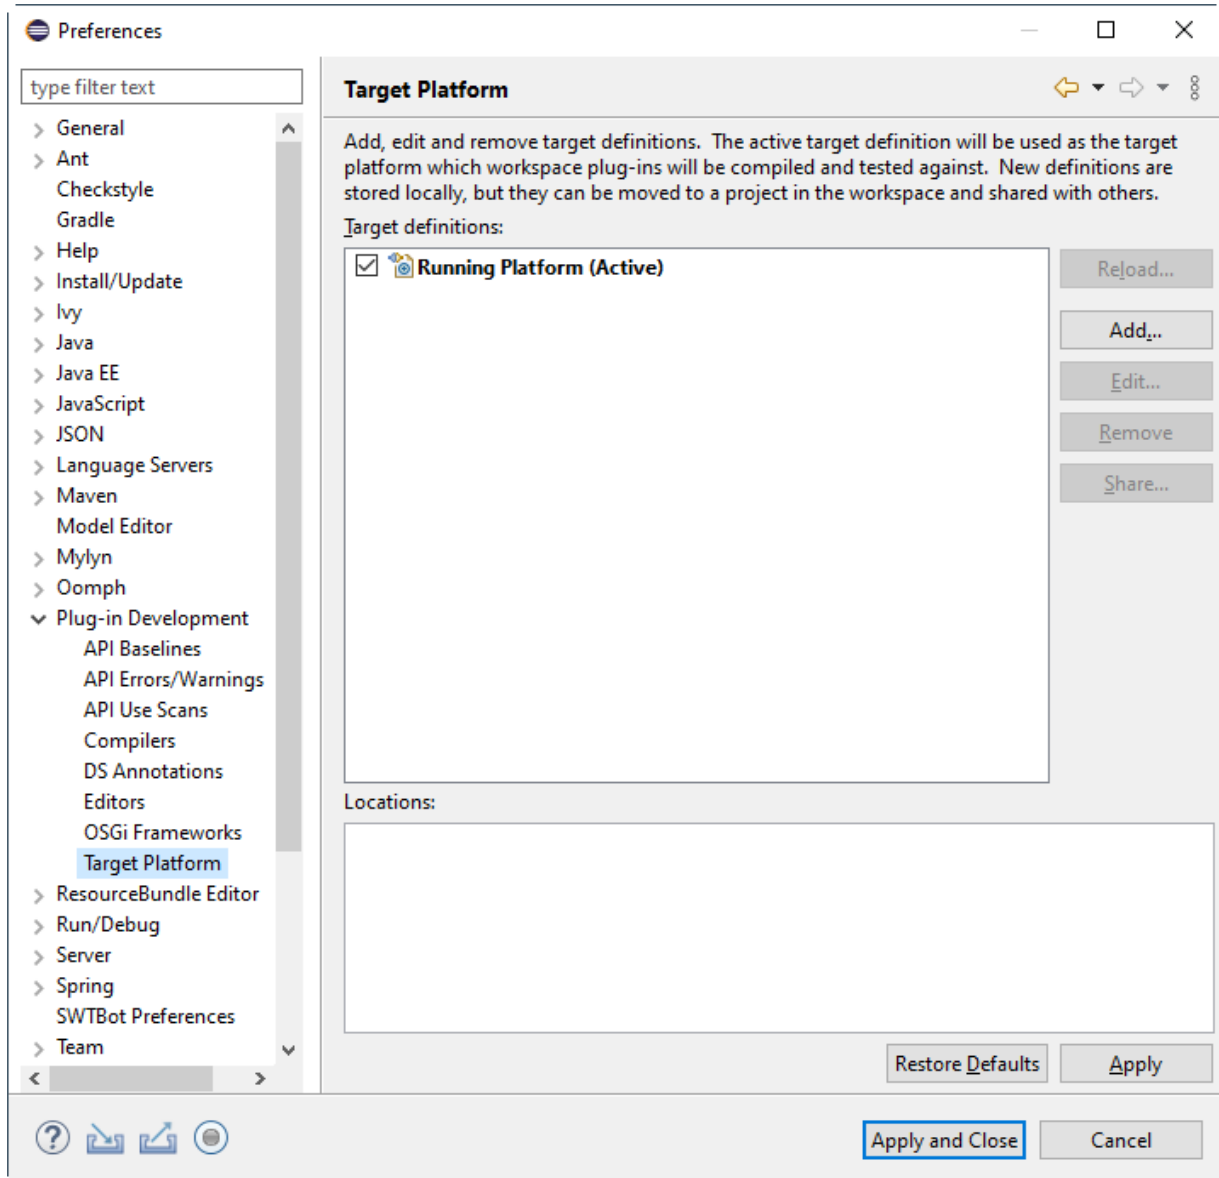 Preferences
type filter text
General
Ant
Checkstyle
Gradle
Help
Install/Update
Ivy
Java
Java EE
JavaScript
JSON
Language Servers
Maven
Model Editor
Mylyn
Oomph
Plug-in Development
API Baselines
API Errors/Warnings
API Use Scans
Compilers
DS Annotations
Editors
OSGi Frameworks
Target Platform
ResourceBundle Editor
Run/Debug
Server
Spring
SWTBot Preferences
Team
Target Platform
Add, edit and remove target definitions.  The active target definition will be used as the target
platform which workspace plug-ins will be compiled and tested against.  New definitions are
stored locally, but they can be moved to a project in the workspace and shared with others.
Target definitions:
Running Platform (Active)
Reload...
Add...
Edit...
Remove
Share...
Locations:
Restore Defaults
Apply
Apply and Close
Cancel